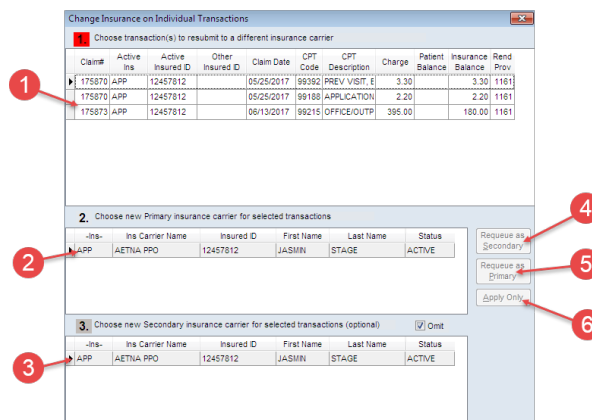 Change Insurance on Individual Transactions
1. Choose transaction(s) to resubmit to a different insurance carrier
Claim# Active Ins Active Insured ID Other Insured ID Claim Date CPT Code CPT Description Charge Patient Balance Insurance Balance Rend Prov
175870 APP 12457812 05/25/2017 99392 PREV VISIT, E 3.30 3.30 1161
175870 APP 12457812 05/25/2017 99188 APPLICATION 2.20 2.20 1161
175873 APP 12457812 06/13/2017 99215 OFFICE/OUTP 395.00 180.00 1161
1
2. Choose new Primary insurance carrier for selected transactions
-Ins- Ins Carrier Name Insured ID First Name Last Name Status
APP AETNA PPO 12457812 JASMIN STAGE ACTIVE
2
Requeue as Secondary
4
Requeue as Primary
5
Apply Only
6
3. Choose new Secondary insurance carrier for selected transactions (optional) Omit
-Ins- Ins Carrier Name Insured ID First Name Last Name Status
APP AETNA PPO 12457812 JASMIN STAGE ACTIVE
3